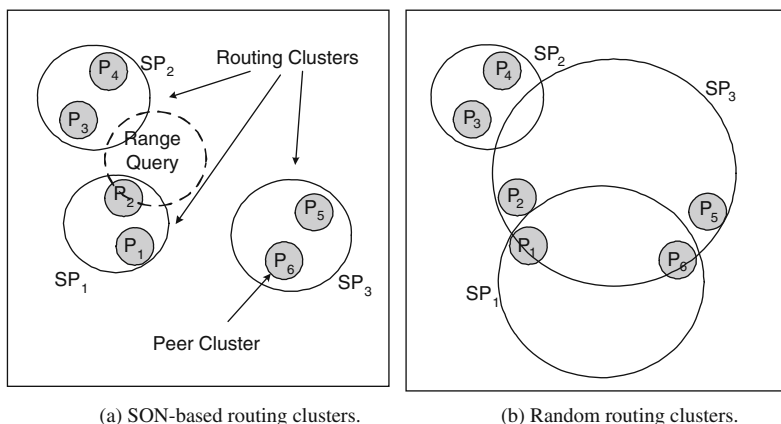 P₄
SP₂
Routing Clusters
P₃
Range
Query
P₂
P₁
SP₁
P₅
P₆
SP₃
Peer Cluster
(a) SON-based routing clusters.
SP₂
P₄
P₃
SP₃
P₂
P₅
P₁
P₆
SP₁
(b) Random routing clusters.